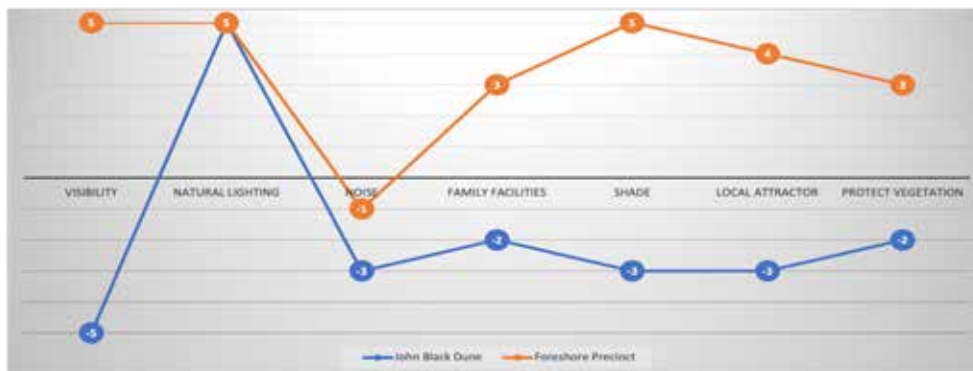 5 5 5
4
3 3
VISIBILITY NATURAL LIGHTING NOISE FAMILY FACILITIES SHADE LOCAL ATTRACTOR PROTECT VEGETATION
-1
-2 -2
-3 -3 -3
-5
John Black Dune Foreshore Precinct